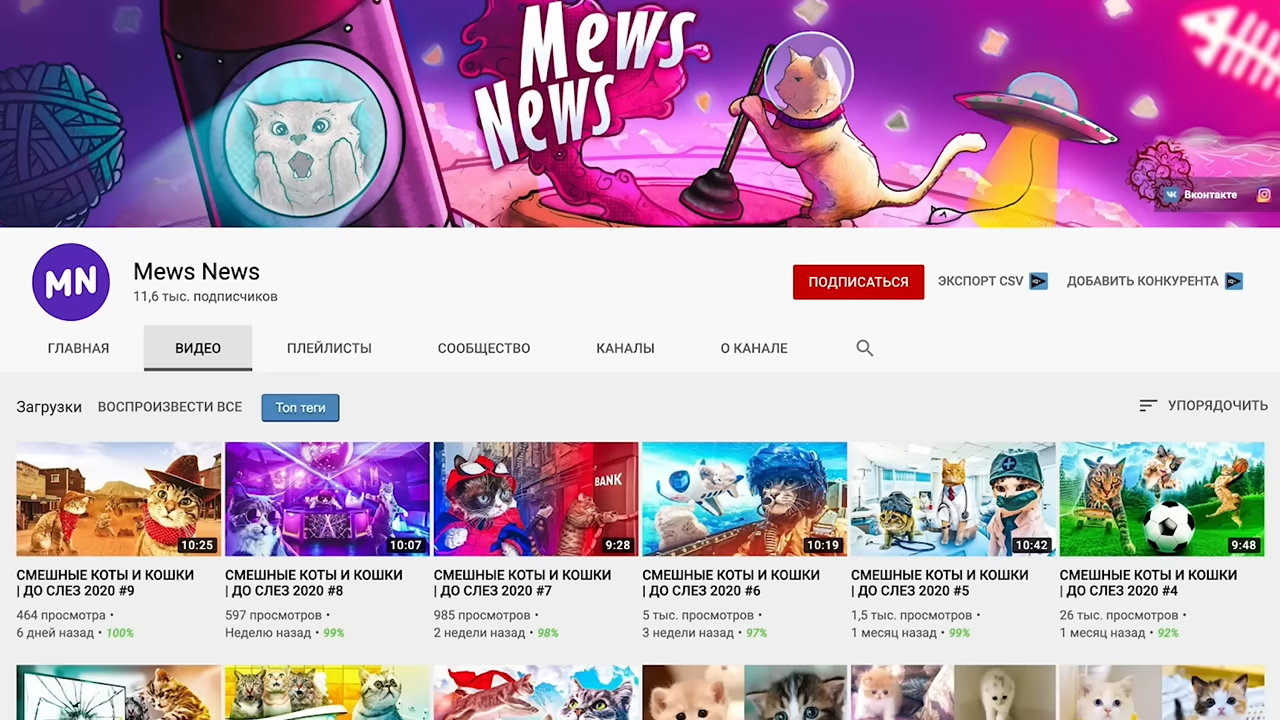 Mews
News
Вконтакте
MN
Mews News
11,6 тыс. подписчиков
ПОДПИСАТЬСЯ
ЭКСПОРТ CSV
ДОБАВИТЬ КОНКУРЕНТА
ГЛАВНАЯ
ВИДЕО
ПЛЕЙЛИСТЫ
СООБЩЕСТВО
КАНАЛЫ
О КАНАЛЕ
Загрузки
ВОСПРОИЗВЕСТИ ВСЕ
Топ теги
УПОРЯДОЧИТЬ
10:25
10:07
BANK
9:28
10:19
10:42
9:48
СМЕШНЫЕ КОТЫ И КОШКИ
| ДО СЛЕЗ 2020 #9
464 просмотра •
6 дней назад • 100%
СМЕШНЫЕ КОТЫ И КОШКИ
| ДО СЛЕЗ 2020 #8
597 просмотров •
Неделю назад • 99%
СМЕШНЫЕ КОТЫ И КОШКИ
| ДО СЛЕЗ 2020 #7
985 просмотров •
2 недели назад • 98%
СМЕШНЫЕ КОТЫ И КОШКИ
| ДО СЛЕЗ 2020 #6
5 тыс. просмотров •
3 недели назад • 97%
СМЕШНЫЕ КОТЫ И КОШКИ
| ДО СЛЕЗ 2020 #5
1,5 тыс. просмотров •
1 месяц назад • 99%
СМЕШНЫЕ КОТЫ И КОШКИ
| ДО СЛЕЗ 2020 #4
26 тыс. просмотров •
1 месяц назад • 92%